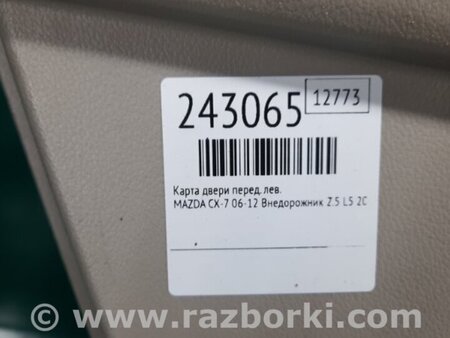 243065 12773
Карта двери перед. лев.
MAZDA CX-7 06-12 Внедорожник 2.5 L5 2C
© www.razborki.com